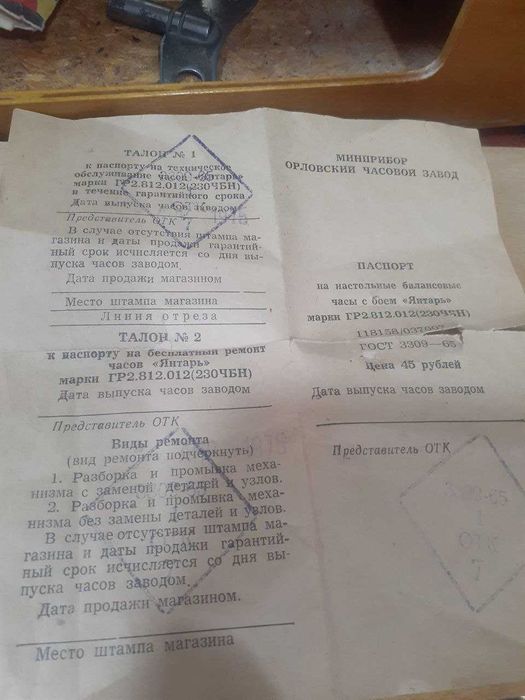 ТАЛОН № 1
к паспорту на техническое
обслуживание часов «Янтарь»
марки ГР2.812.012(230ЧБН)
в течение гарантийного срока
Дата выпуска часов заводом
Представитель ОТК
7
В случае отсутствия штампа ма-
газина и даты продажи гарантий-
ный срок исчисляется со дня вы-
пуска часов заводом.
Дата продажи магазином
Место штампа магазина
Линия отреза
ТАЛОН № 2
к паспорту на бесплатный ремонт
часов «Янтарь»
марки ГР2.812.012(230ЧБН)
Дата выпуска часов заводом
Представитель ОТК
Виды ремонта
(вид ремонта подчеркнуть)
1. Разборка и промывка меха-
низма с заменой деталей и узлов.
2. Разборка и промывка меха-
низма без замены деталей и узлов.
В случае отсутствия штампа ма-
газина и даты продажи гарантий-
ный срок исчисляется со дня вы-
пуска часов заводом.
Дата продажи магазином.
Место штампа магазина
МИНПРИБОР
ОРЛОВСКИЙ ЧАСОВОЙ ЗАВОД
ПАСПОРТ
на настольные балансовые
часы с боем «Янтарь»
марки ГР2.812.012(230ЧБН)
ГОСТ 3309—65
Цена 45 рублей
Дата выпуска часов заводом
Представитель ОТК
ОТК
7